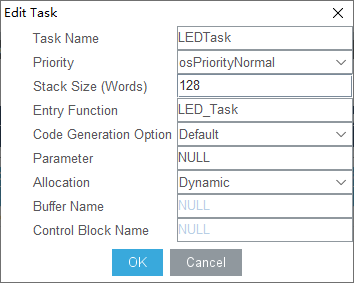 Edit Task
Task Name LEDTask
Priority osPriorityNormal
Stack Size (Words) 128
Entry Function LED_Task
Code Generation Option Default
Parameter NULL
Allocation Dynamic
Buffer Name NULL
Control Block Name NULL
OK Cancel